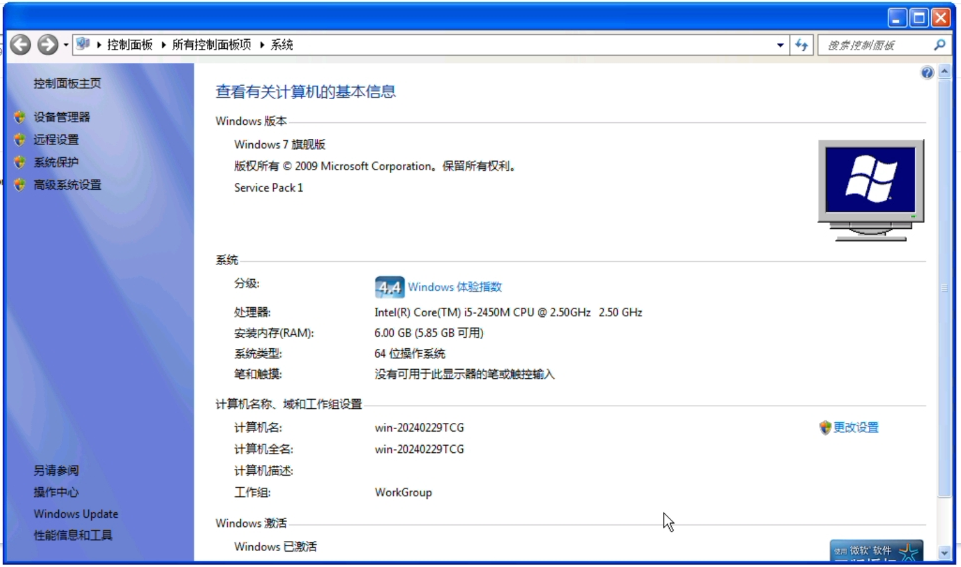 控制面板 ▸ 所有控制面板项 ▸ 系统
搜索控制面板
控制面板主页
设备管理器
远程设置
系统保护
高级系统设置
查看有关计算机的基本信息
Windows 版本
Windows 7 旗舰版
版权所有 © 2009 Microsoft Corporation。保留所有权利。
Service Pack 1
系统
分级: 4.4 Windows 体验指数
处理器: Intel(R) Core(TM) i5-2450M CPU @ 2.50GHz 2.50 GHz
安装内存(RAM): 6.00 GB (5.85 GB 可用)
系统类型: 64 位操作系统
笔和触摸: 没有可用于此显示器的笔或触控输入
计算机名称、域和工作组设置
计算机名: win-20240229TCG 更改设置
计算机全名: win-20240229TCG
计算机描述:
工作组: WorkGroup
Windows 激活
Windows 已激活
使用 微软 软件
另请参阅
操作中心
Windows Update
性能信息和工具